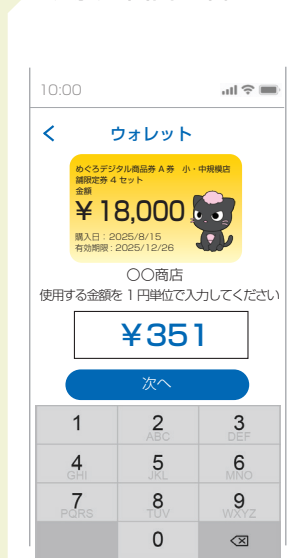 10:00
ウォレット
めぐろデジタル商品券 A 券 小・中規模店
舗限定券 4 セット
金額
¥18,000
購入日：2025/8/15
有効期限：2025/12/26
〇〇商店
使用する金額を 1 円単位で入力してください
¥351
次へ
1 2 3
ABC DEF
4 5 6
GHI JKL MNO
7 8 9
PQRS TUV WXYZ
0